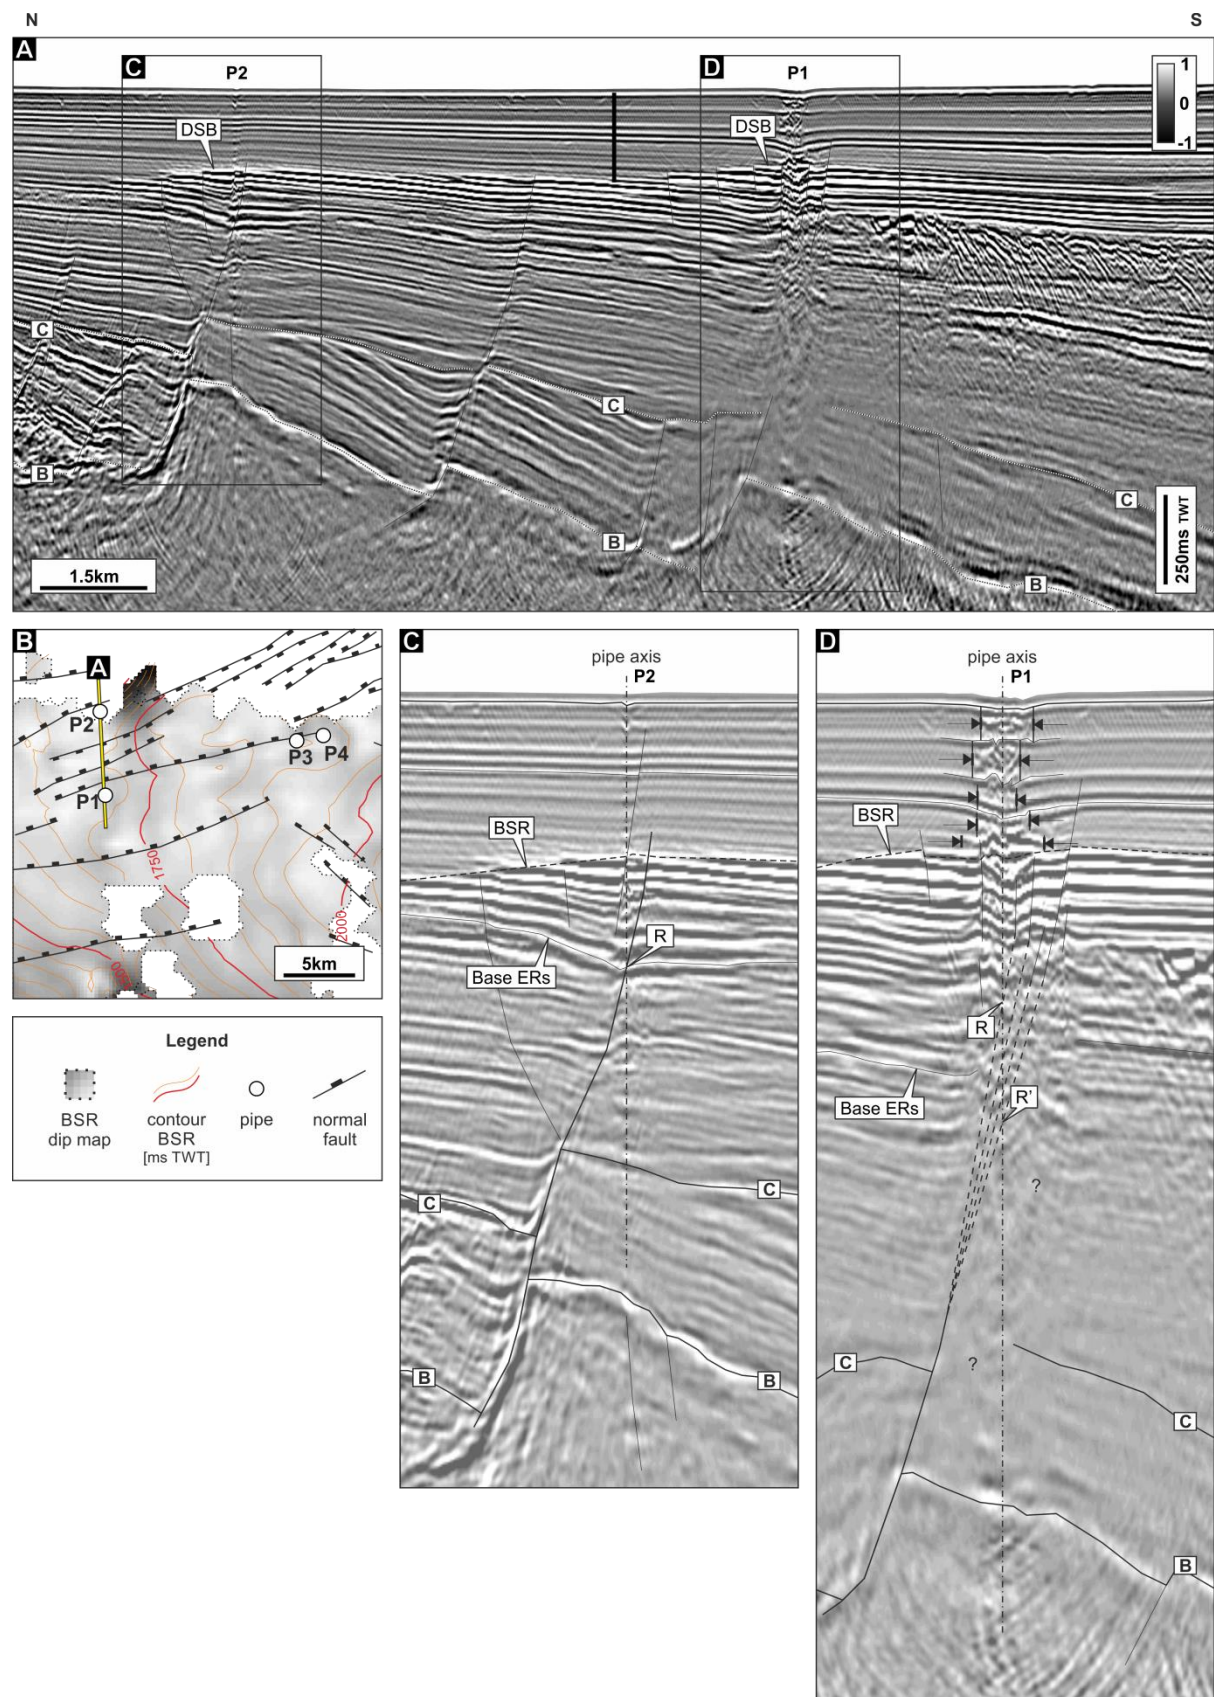 N
S
A
C
P2
D
P1
1
0
-1
DSB
DSB
C
C
B
B
C
B
1.5km
250ms TWT
B
A
P2
P3
P4
P1
1750
2000
5km
Legend
BSR
dip map
contour
BSR
[ms TWT]
pipe
normal
fault
C
pipe axis
P2
BSR
R
Base ERs
C
C
B
B
D
pipe axis
P1
BSR
R
Base ERs
R'
?
?
C
C
B